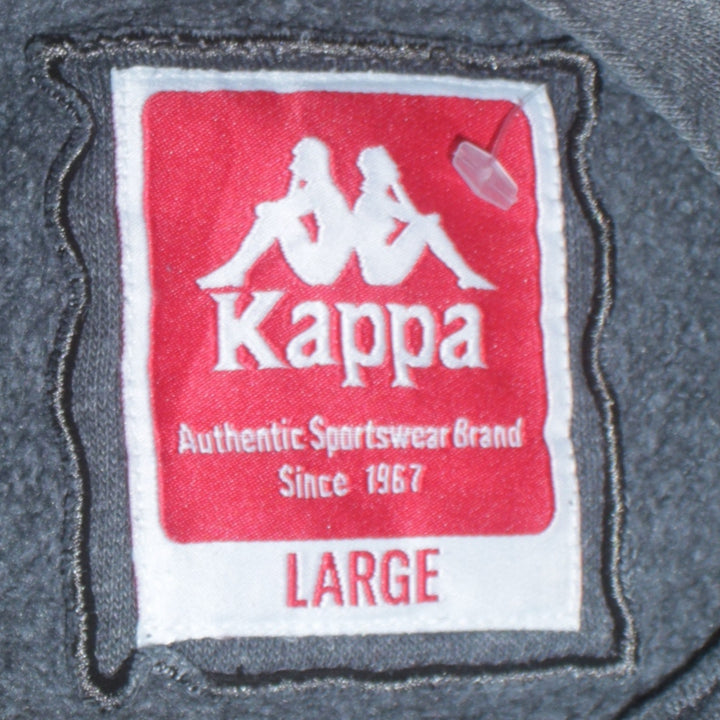 Kappa
Authentic Sportswear Brand
Since 1967
LARGE